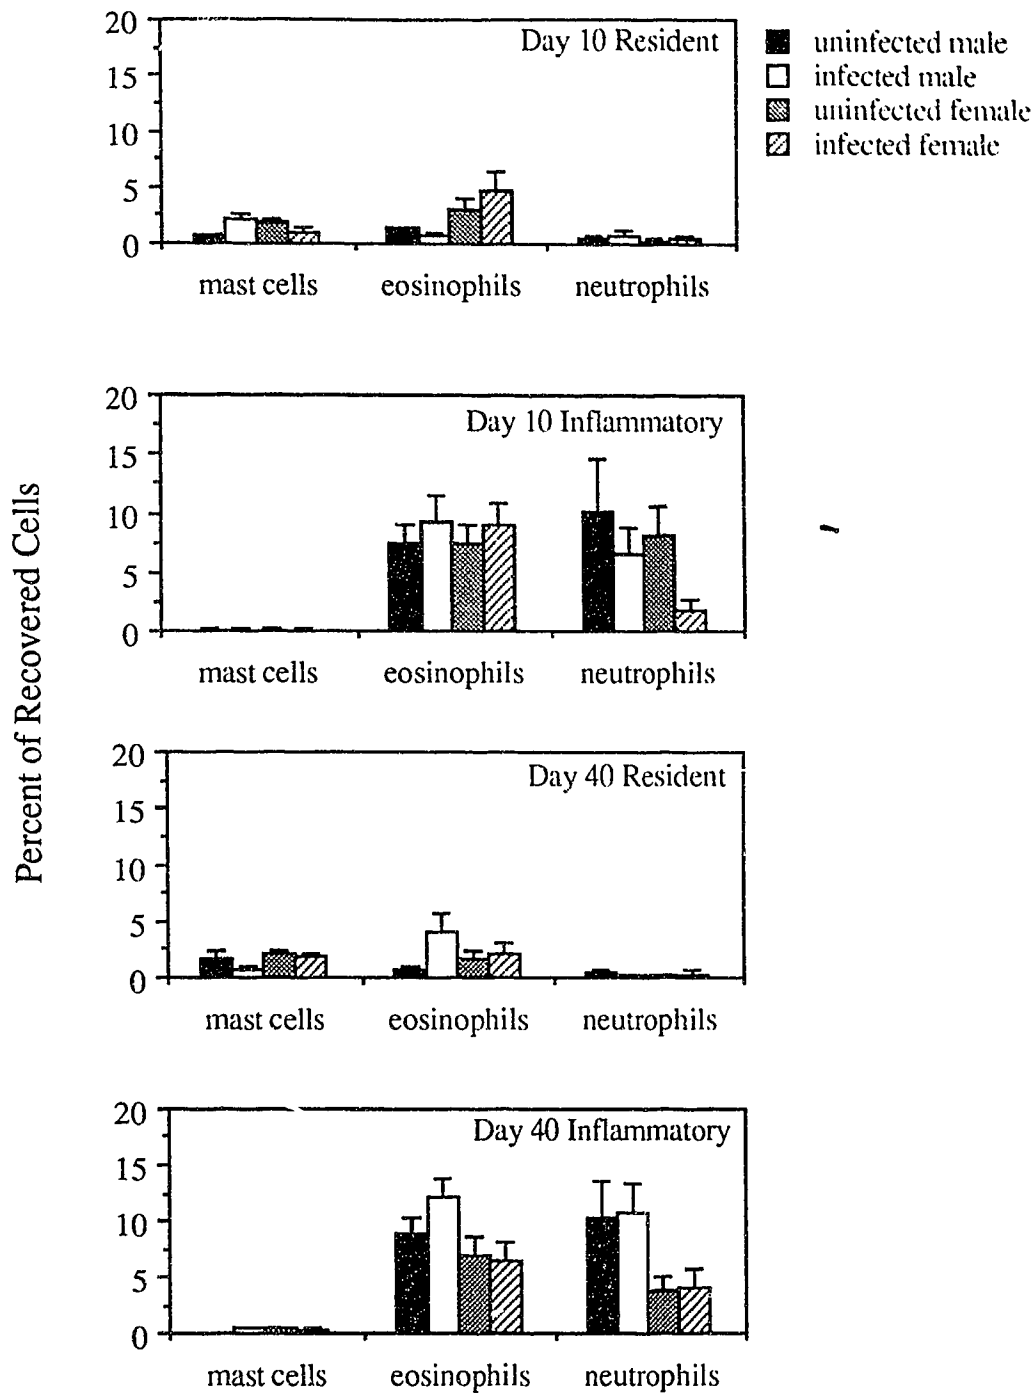 20
Day 10 Resident
15
10
5
0
mast cells eosinophils neutrophils
uninfected male
infected male
uninfected female
infected female
Percent of Recovered Cells
20
Day 10 Inflammatory
15
10
5
0
mast cells eosinophils neutrophils
20
Day 40 Resident
15
10
5
0
mast cells eosinophils neutrophils
20
Day 40 Inflammatory
15
10
5
0
mast cells eosinophils neutrophils